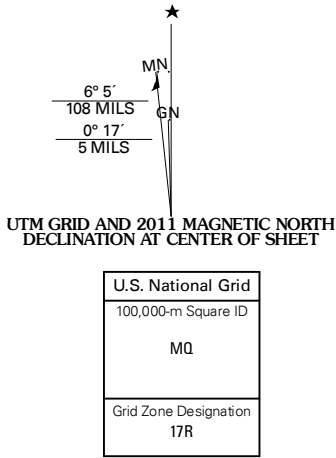 ★
MN
6° 5´
108 MILS
GN
0° 17´
5 MILS
UTM GRID AND 2011 MAGNETIC NORTH
DECLINATION AT CENTER OF SHEET
U.S. National Grid
100,000-m Square ID
MQ
Grid Zone Designation
17R